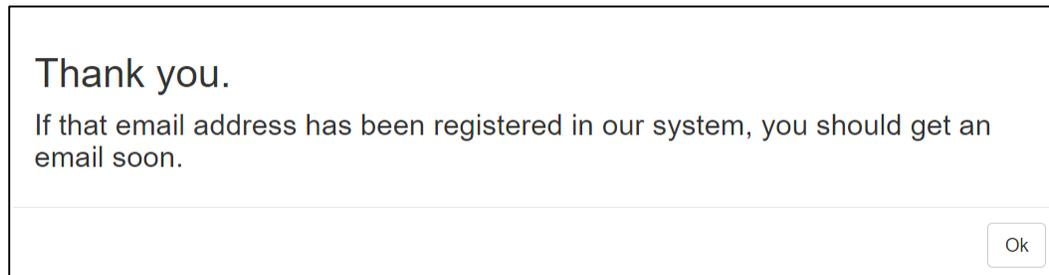 Thank you.
If that email address has been registered in our system, you should get an
email soon.
Ok